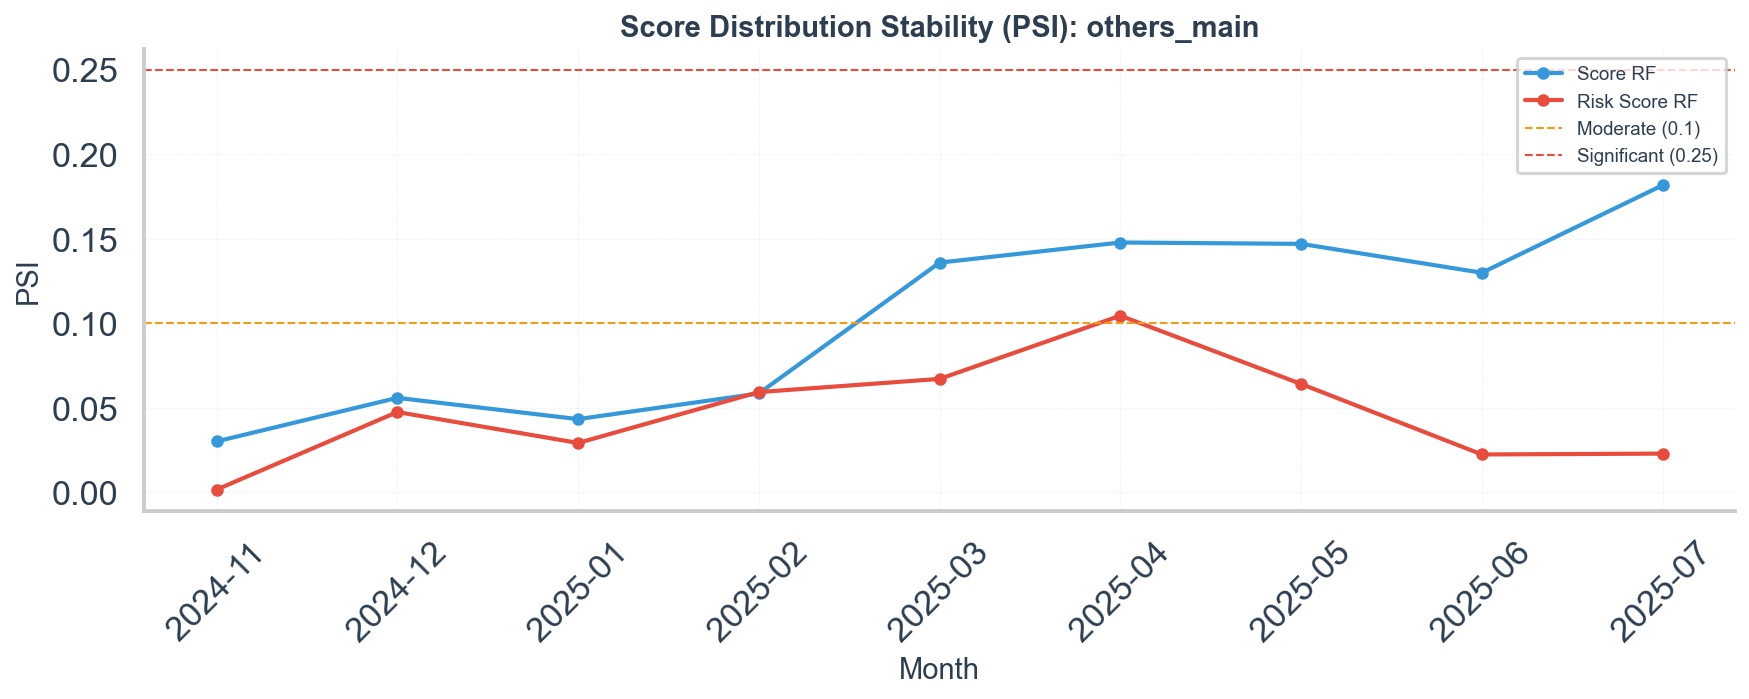 Score Distribution Stability (PSI): others_main
Score RF
Risk Score RF
Moderate (0.1)
Significant (0.25)
PSI
0.25
0.20
0.15
0.10
0.05
0.00
2024-11
2024-12
2025-01
2025-02
2025-03
2025-04
2025-05
2025-06
2025-07
Month